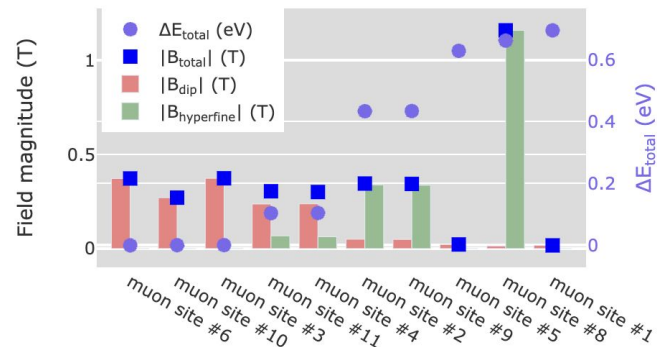 ΔE_total (eV)
|B_total| (T)
|B_dip| (T)
|B_hyperfine| (T)
Field magnitude (T)
1
0.5
0
0.6
0.4
0.2
0
ΔE_total (eV)
muon site #6
muon site #10
muon site #3
muon site #11
muon site #4
muon site #2
muon site #9
muon site #5
muon site #8
muon site #1